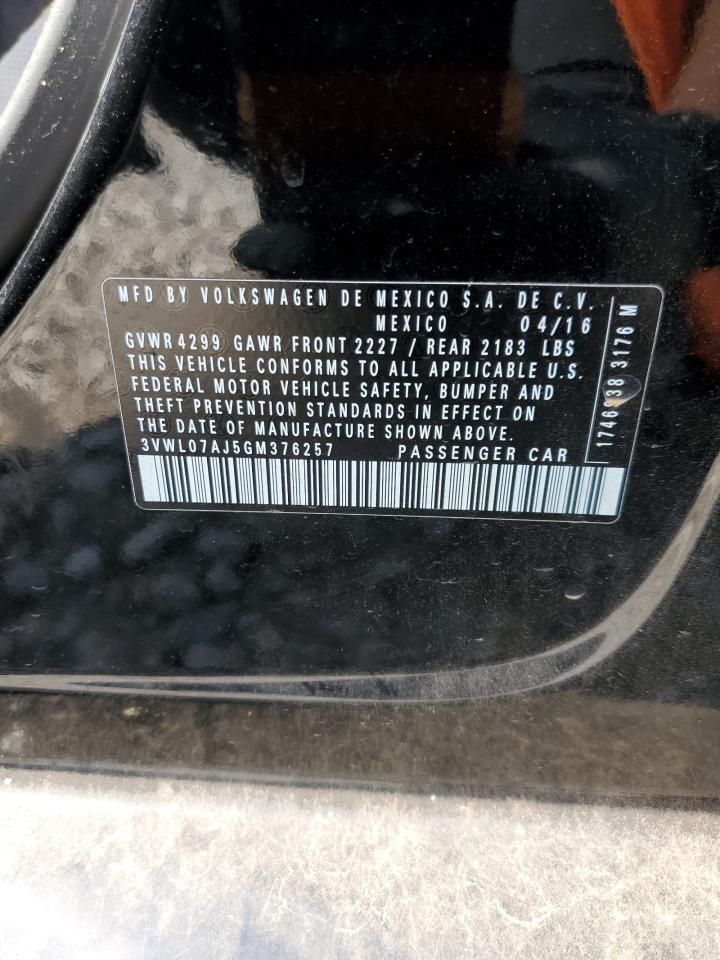 MFD BY VOLKSWAGEN DE MEXICO S.A. DE C.V.
MEXICO 04/16
GVWR 4299 GAWR FRONT 2227 / REAR 2183 LBS
THIS VEHICLE CONFORMS TO ALL APPLICABLE U.S.
FEDERAL MOTOR VEHICLE SAFETY, BUMPER AND
THEFT PREVENTION STANDARDS IN EFFECT ON
THE DATE OF MANUFACTURE SHOWN ABOVE.
3VWL07AJ5GM376257 PASSENGER CAR
3176 M